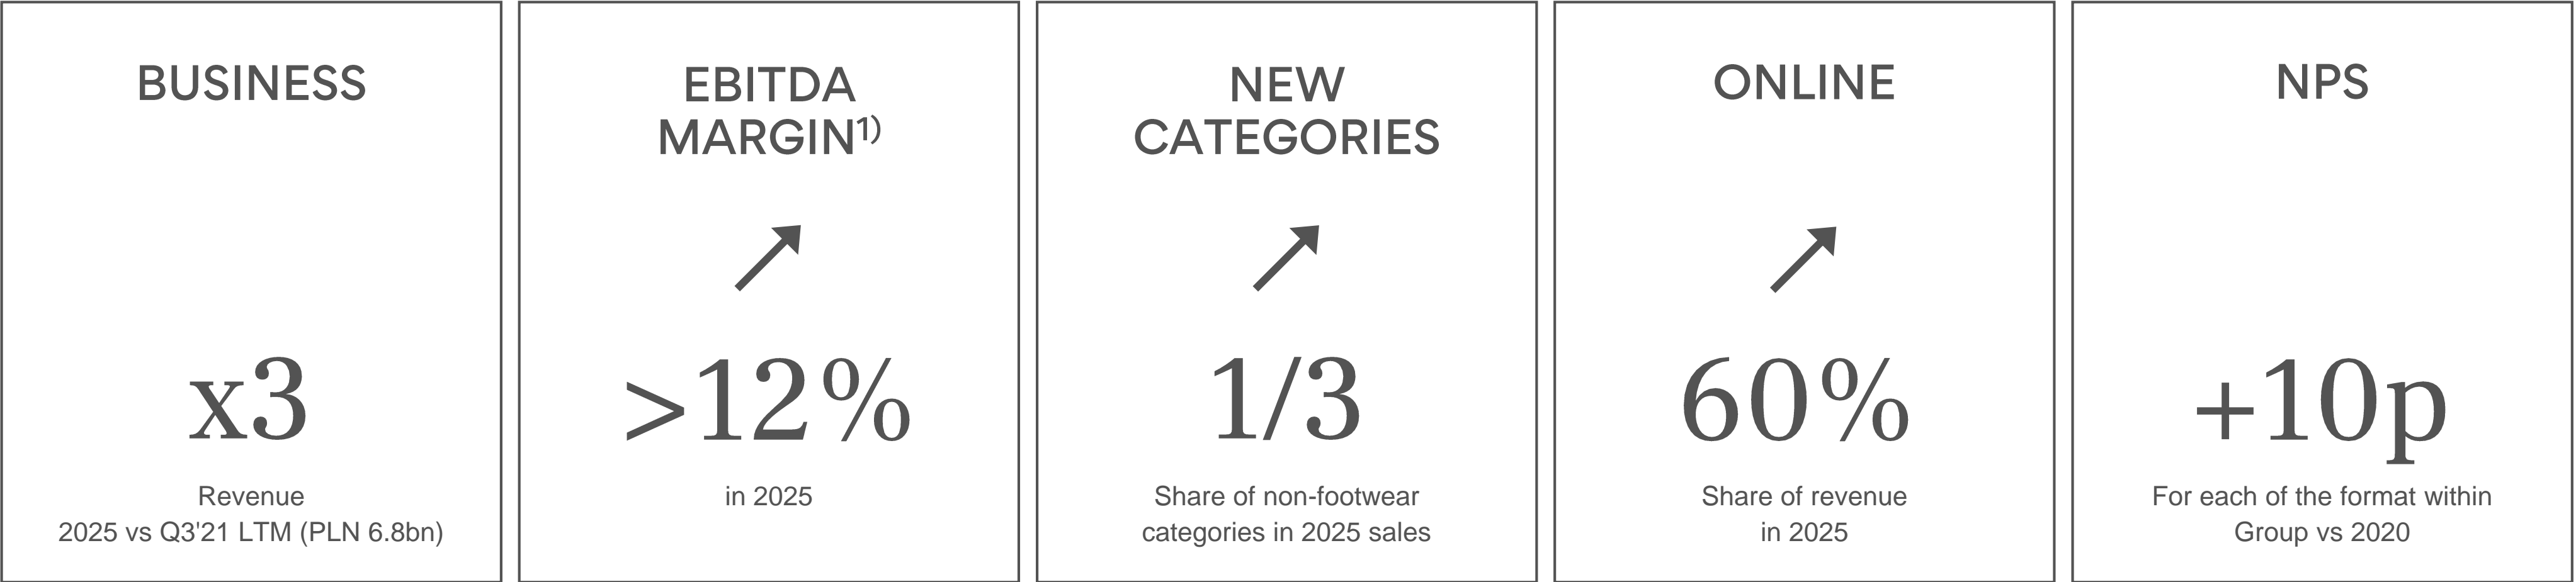 BUSINESS
x3
Revenue
2025 vs Q3'21 LTM (PLN 6.8bn)
EBITDA
MARGIN¹⁾
>12%
in 2025
NEW
CATEGORIES
1/3
Share of non-footwear
categories in 2025 sales
ONLINE
60%
Share of revenue
in 2025
NPS
+10p
For each of the format within
Group vs 2020